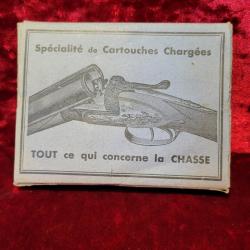 Spécialité de Cartouches Chargées
TOUT ce qui concerne la CHASSE